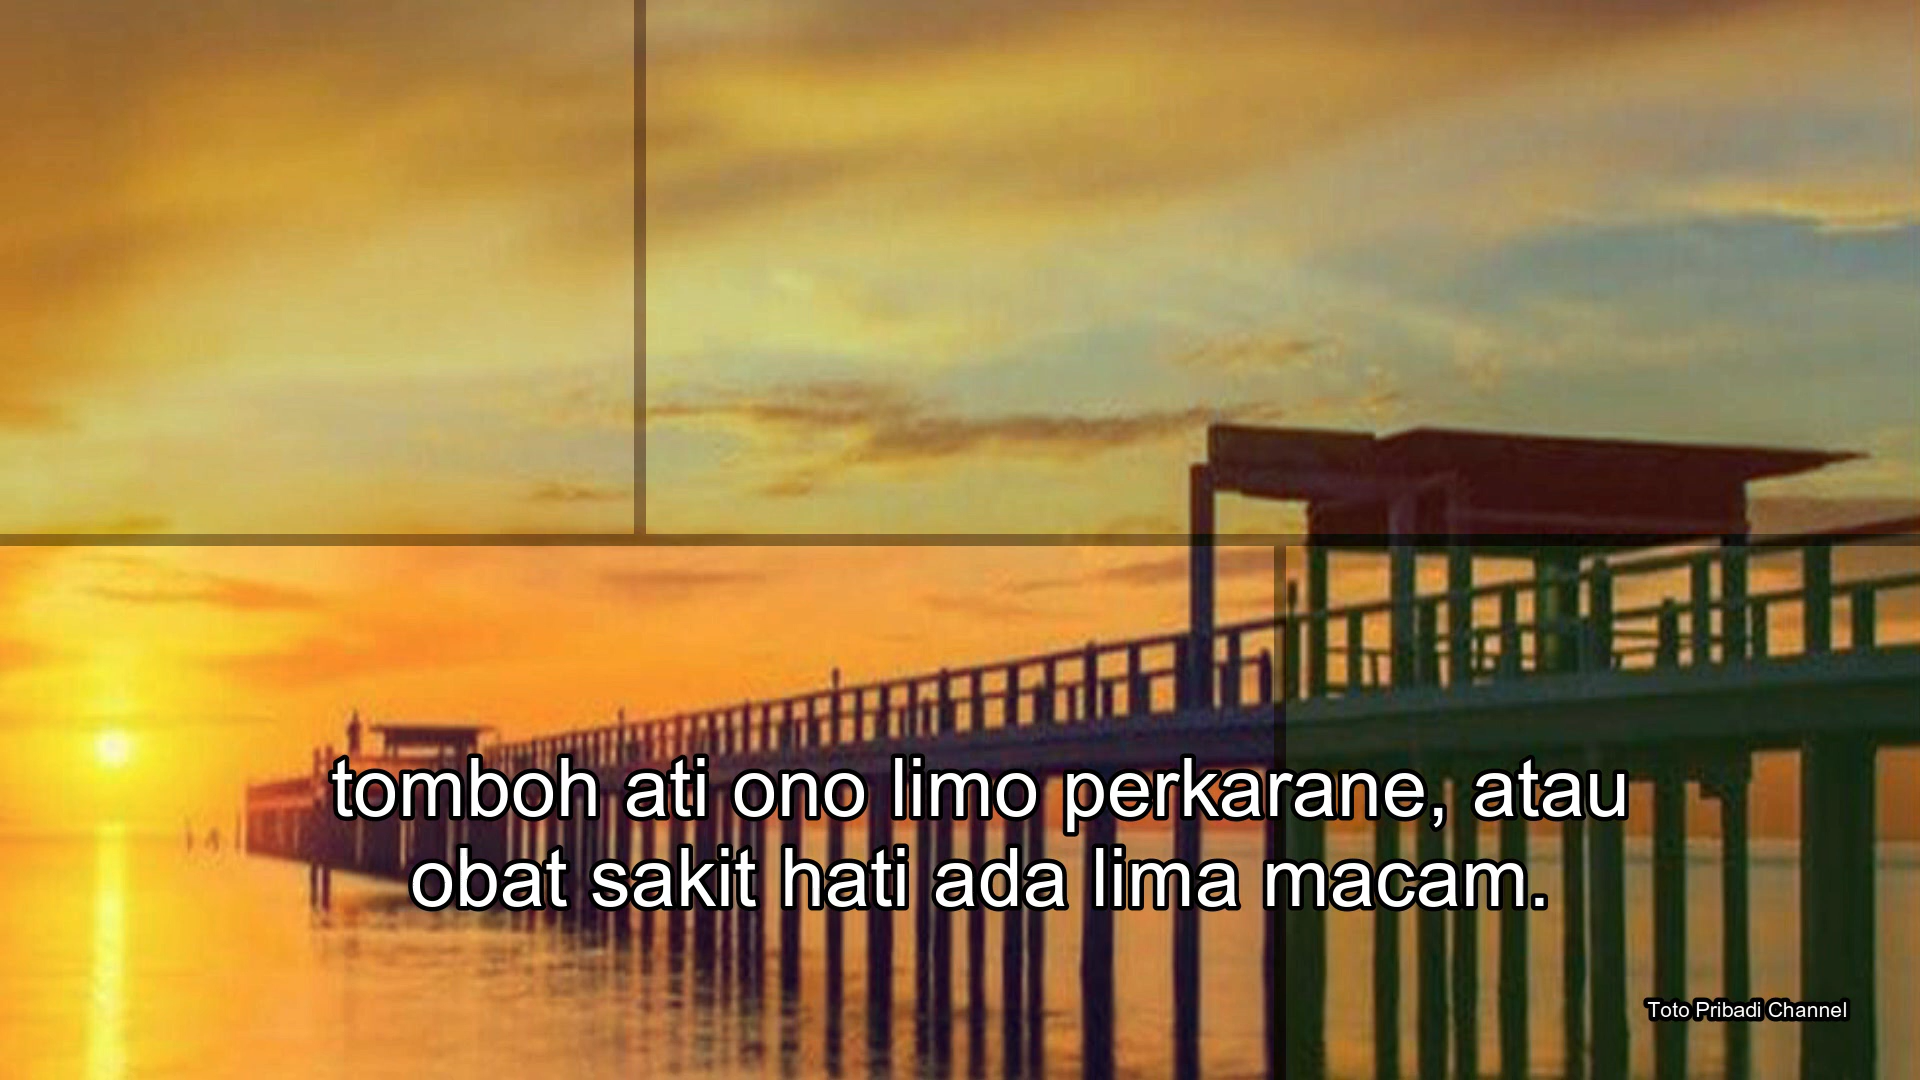 tomboh ati ono limo perkarane, atau
obat sakit hati ada lima macam.
Toto Pribadi Channel